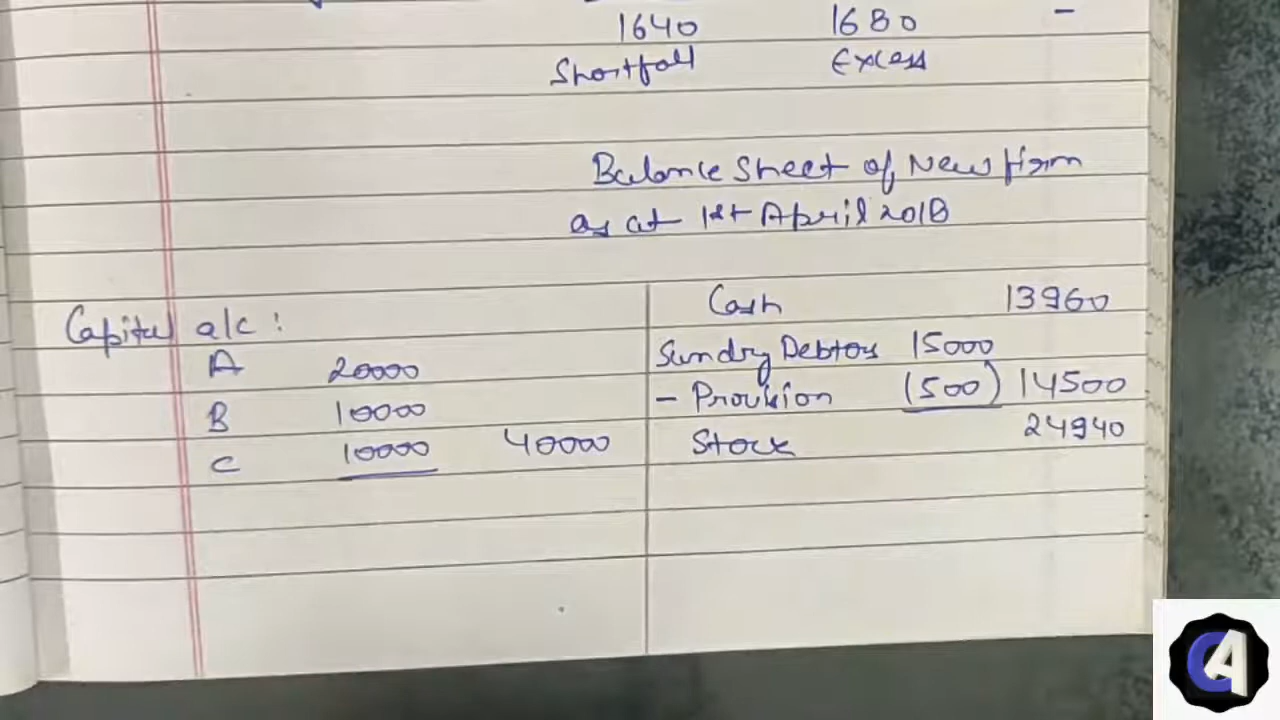 1640 1680 -
Shortfall Excess
Balance Sheet of New firm
as at 1st April 2018
Capital a/c : Cash 13960
A 20000 Sundry Debtors 15000
B 10000 - Provision (500) 14500
C 10000 40000 Stock 24940
CA